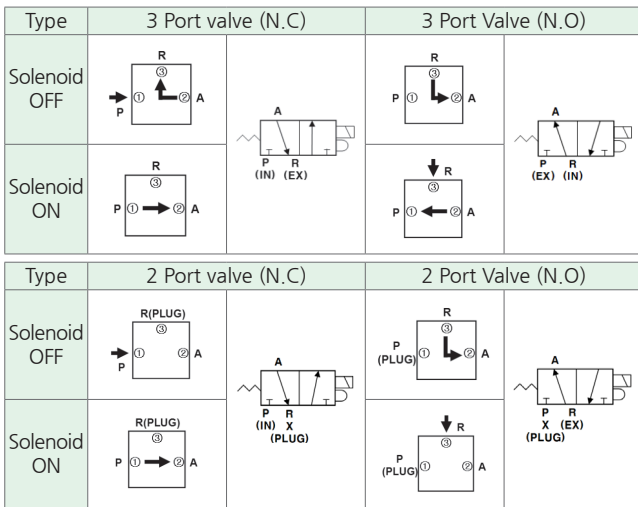 Type 3 Port valve (N.C) 3 Port Valve (N.O)
Solenoid OFF
R
③
P ① ② A
A
P R
(IN) (EX)
R
③
P ① ② A
A
P R
(EX) (IN)
Solenoid ON
R
③
P ① ② A
R
③
P ① ② A
Type 2 Port valve (N.C) 2 Port Valve (N.O)
Solenoid OFF
R(PLUG)
③
P ① ② A
A
P R
(IN) X
(PLUG)
R
③
P
(PLUG) ① ② A
A
P R
X (EX)
(PLUG)
Solenoid ON
R(PLUG)
③
P ① ② A
R
③
P
(PLUG) ① ② A